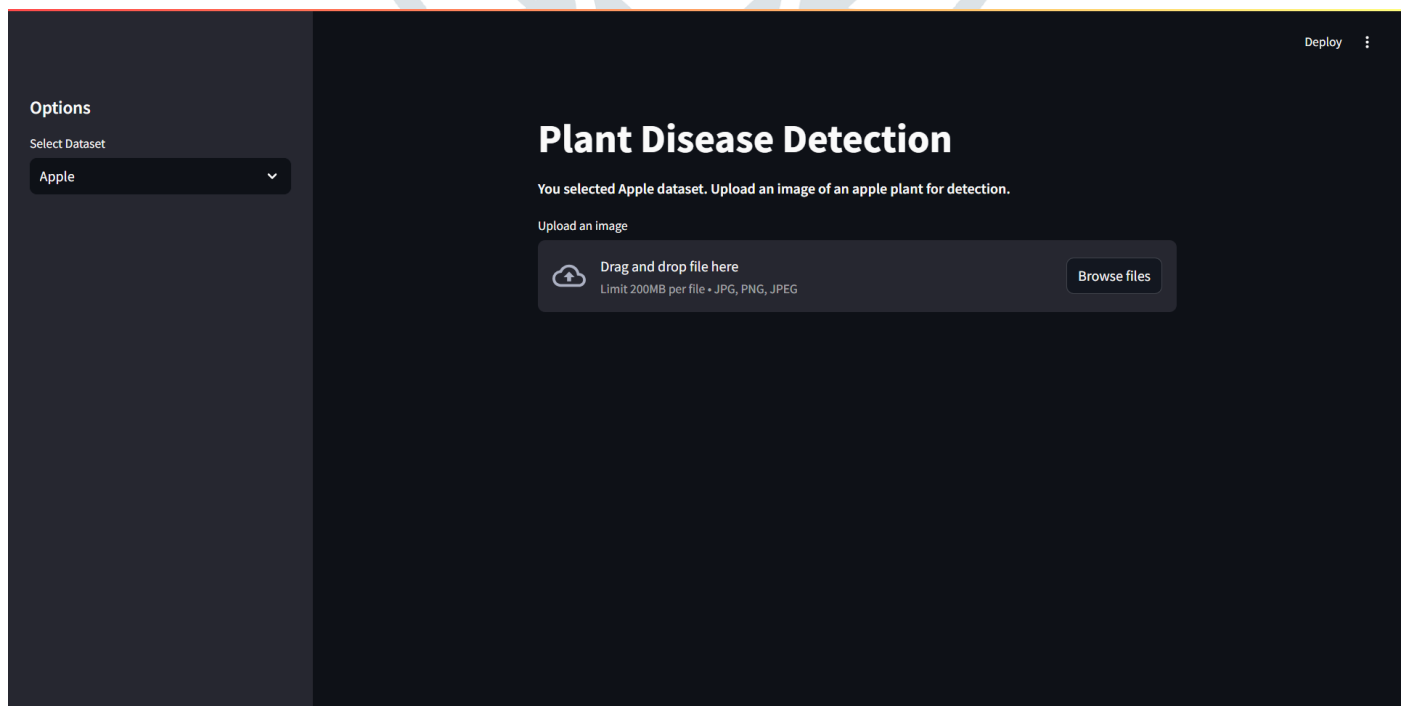 Deploy
Options
Select Dataset
Apple
Plant Disease Detection
You selected Apple dataset. Upload an image of an apple plant for detection.
Upload an image
Drag and drop file here
Limit 200MB per file • JPG, PNG, JPEG
Browse files